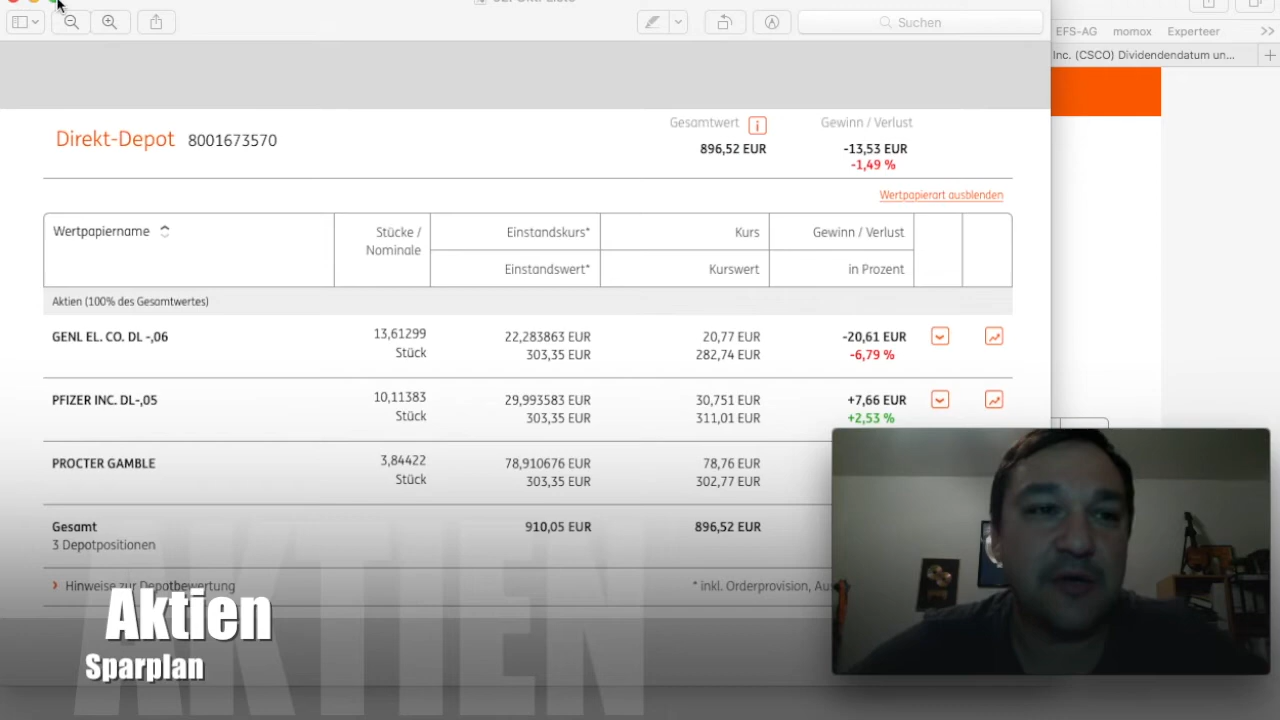 Suchen
EFS-AG momox Experteer
Inc. (CSCO) Dividendendatum un...
Direkt-Depot 8001673570
Gesamtwert i Gewinn / Verlust
896,52 EUR -13,53 EUR
-1,49 %
Wertpapierart ausblenden
Wertpapiername Stücke / Einstandskurs* Kurs Gewinn / Verlust
Nominale Einstandswert* Kurswert in Prozent
Aktien (100% des Gesamtwertes)
GENL EL. CO. DL -,06 13,61299 22,283863 EUR 20,77 EUR -20,61 EUR
Stück 303,35 EUR 282,74 EUR -6,79 %
PFIZER INC. DL-,05 10,11383 29,993583 EUR 30,751 EUR +7,66 EUR
Stück 303,35 EUR 311,01 EUR +2,53 %
PROCTER GAMBLE 3,84422 78,910676 EUR 78,76 EUR
Stück 303,35 EUR 302,77 EUR
Gesamt 910,05 EUR 896,52 EUR
3 Depotpositionen
Hinweise zur Depotbewertung * inkl. Orderprovision, Au
AKTIEN
Aktien
Sparplan